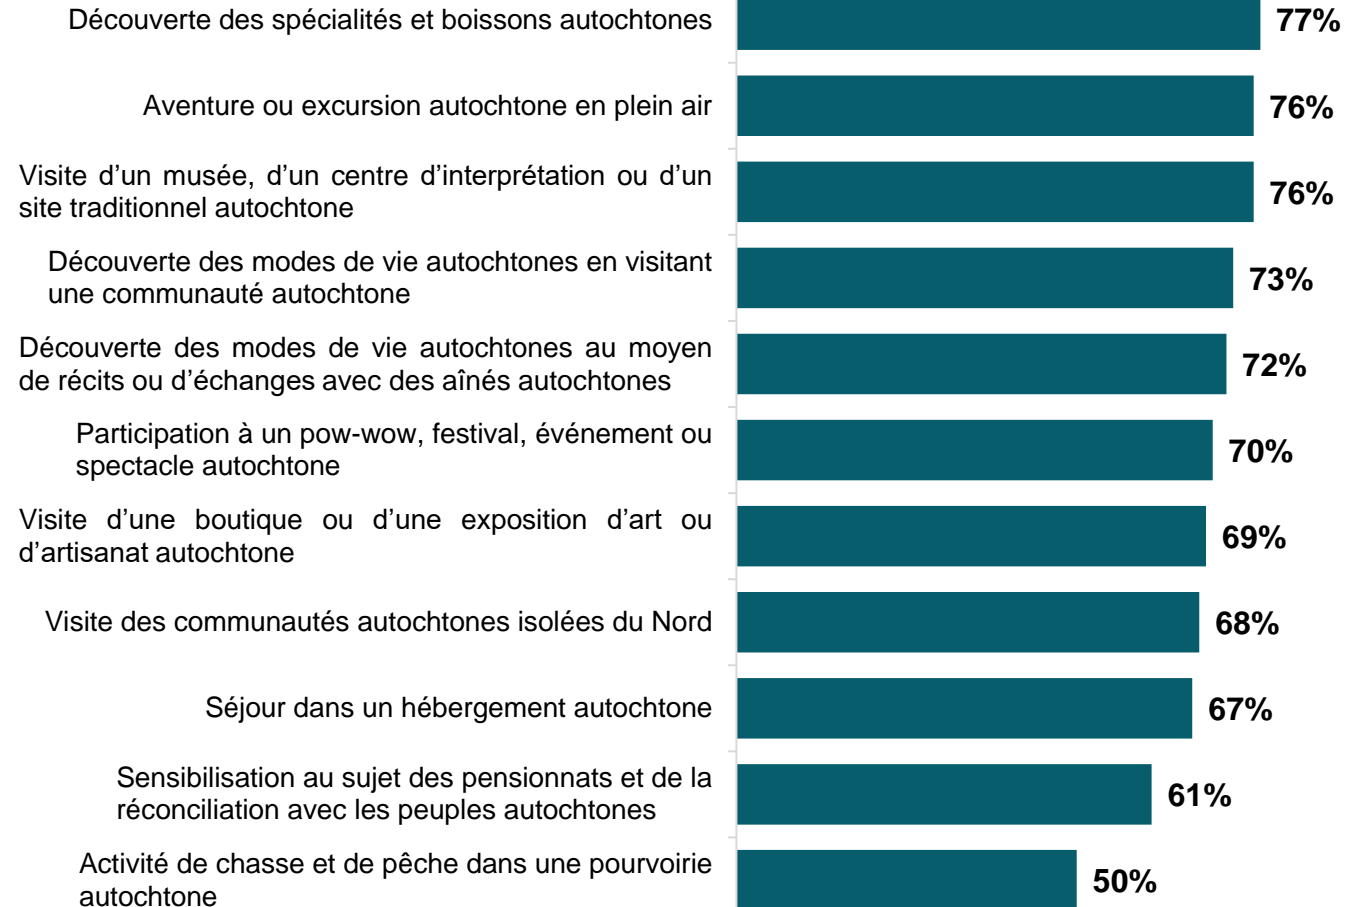 Découverte des spécialités et boissons autochtones 77%
Aventure ou excursion autochtone en plein air 76%
Visite d’un musée, d’un centre d’interprétation ou d’un
site traditionnel autochtone 76%
Découverte des modes de vie autochtones en visitant
une communauté autochtone 73%
Découverte des modes de vie autochtones au moyen
de récits ou d’échanges avec des aînés autochtones 72%
Participation à un pow-wow, festival, événement ou
spectacle autochtone 70%
Visite d’une boutique ou d’une exposition d’art ou
d’artisanat autochtone 69%
Visite des communautés autochtones isolées du Nord 68%
Séjour dans un hébergement autochtone 67%
Sensibilisation au sujet des pensionnats et de la
réconciliation avec les peuples autochtones 61%
Activité de chasse et de pêche dans une pourvoirie
autochtone 50%